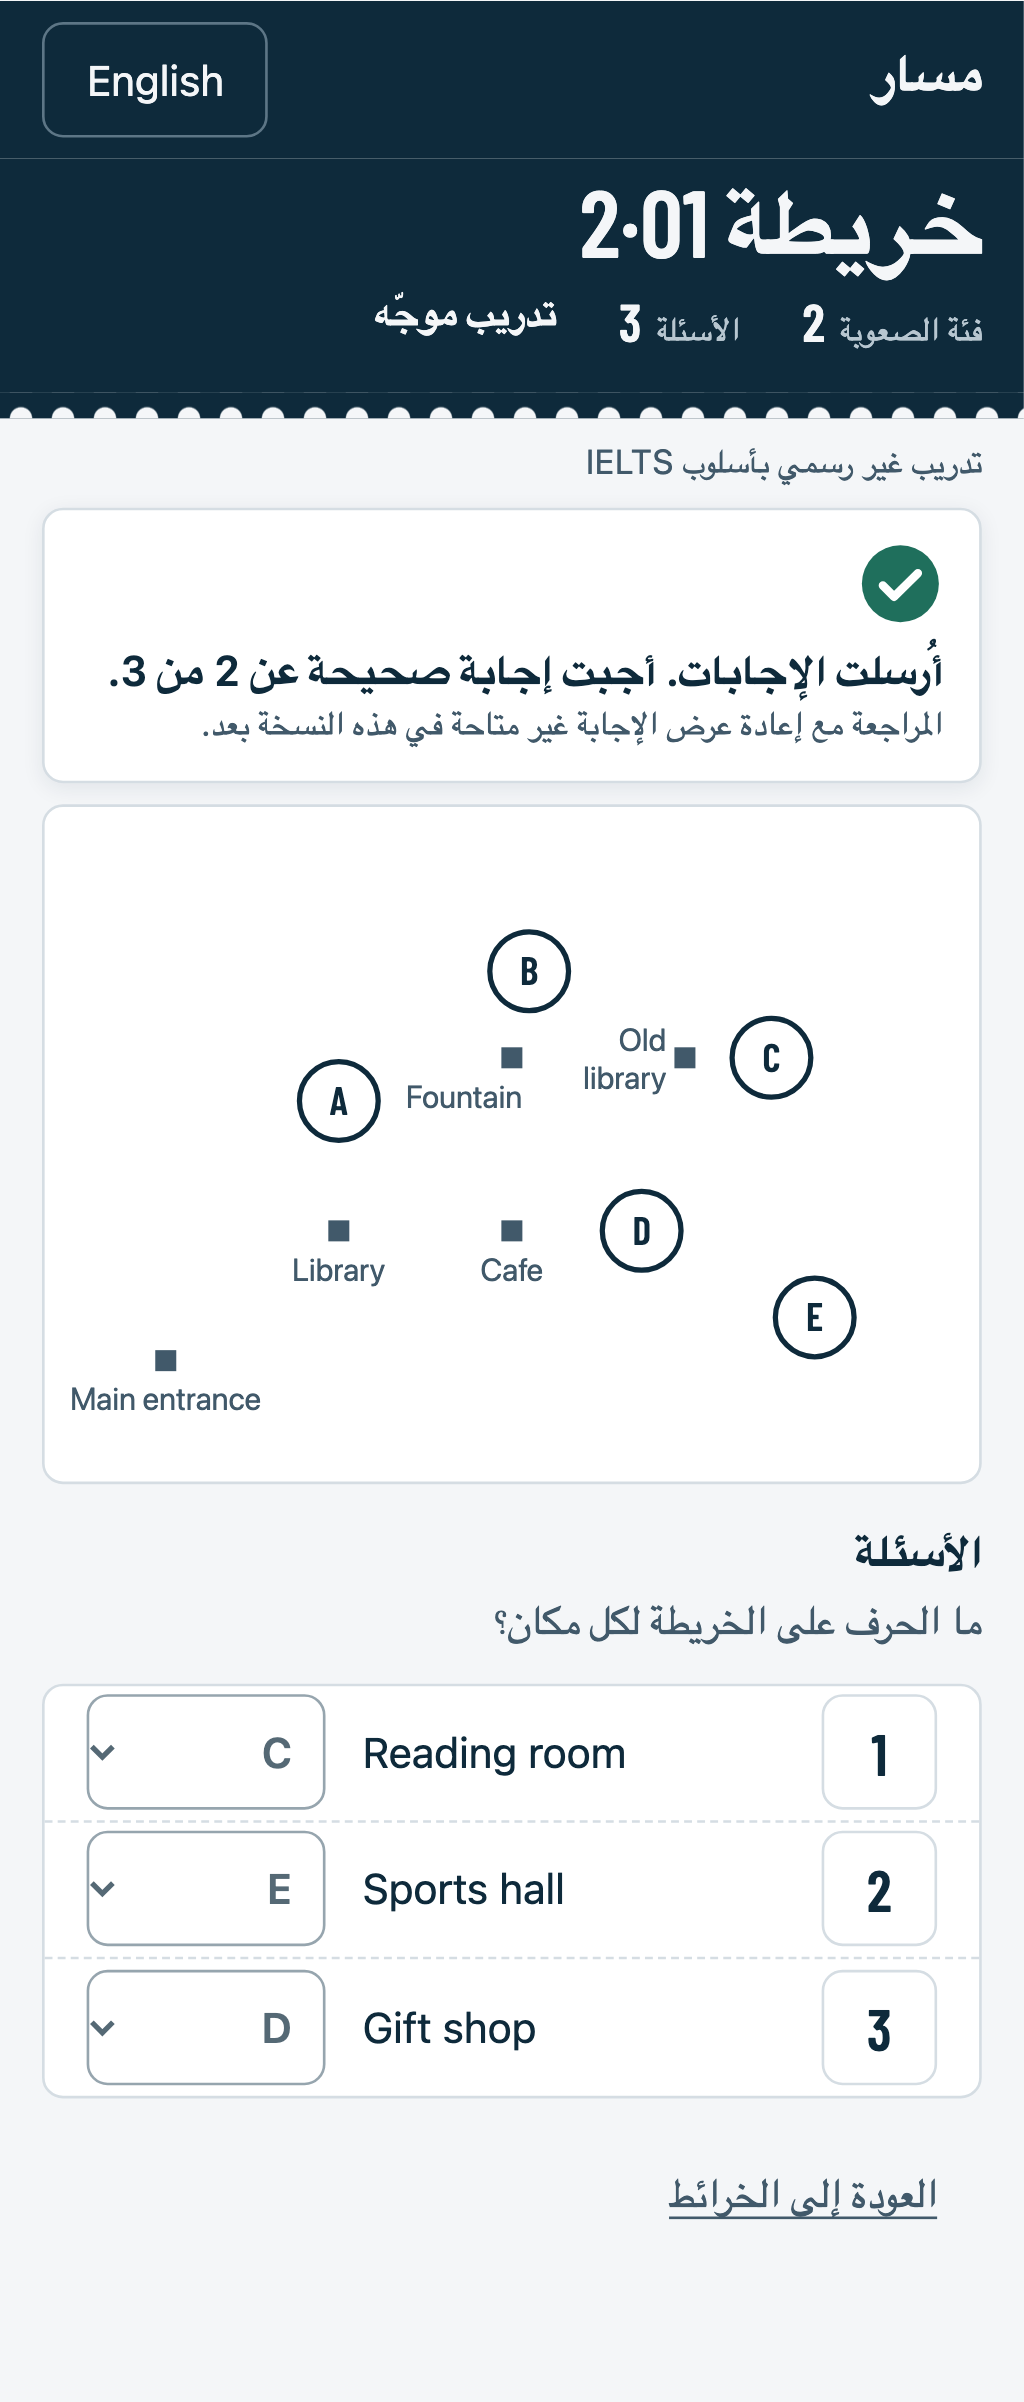 مسار
English
خريطة 2·01
فئة الصعوبة 2 الأسئلة 3 تدريب موجّه
تدريب غير رسمي بأسلوب IELTS
أُرسلت الإجابات. أجبت إجابة صحيحة عن 2 من 3.
المراجعة مع إعادة عرض الإجابة غير متاحة في هذه النسخة بعد.
B
Old
library
C
A
Fountain
D
Library
Cafe
E
Main entrance
الأسئلة
ما الحرف على الخريطة لكل مكان؟
1 Reading room C
2 Sports hall E
3 Gift shop D
العودة إلى الخرائط